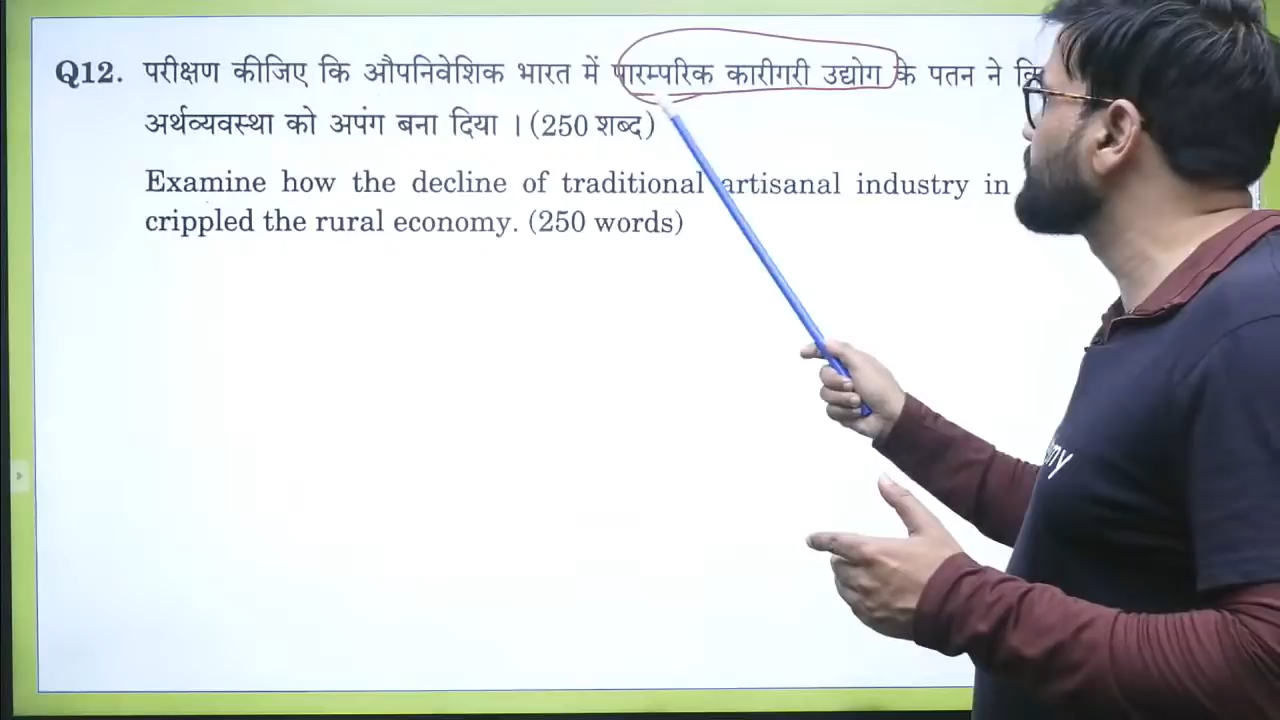 Q12. परीक्षण कीजिए कि औपनिवेशिक भारत में पारम्परिक कारीगरी उद्योग के पतन ने
अर्थव्यवस्था को अपंग बना दिया । (250 शब्द)
Examine how the decline of traditional artisanal industry in
crippled the rural economy. (250 words)